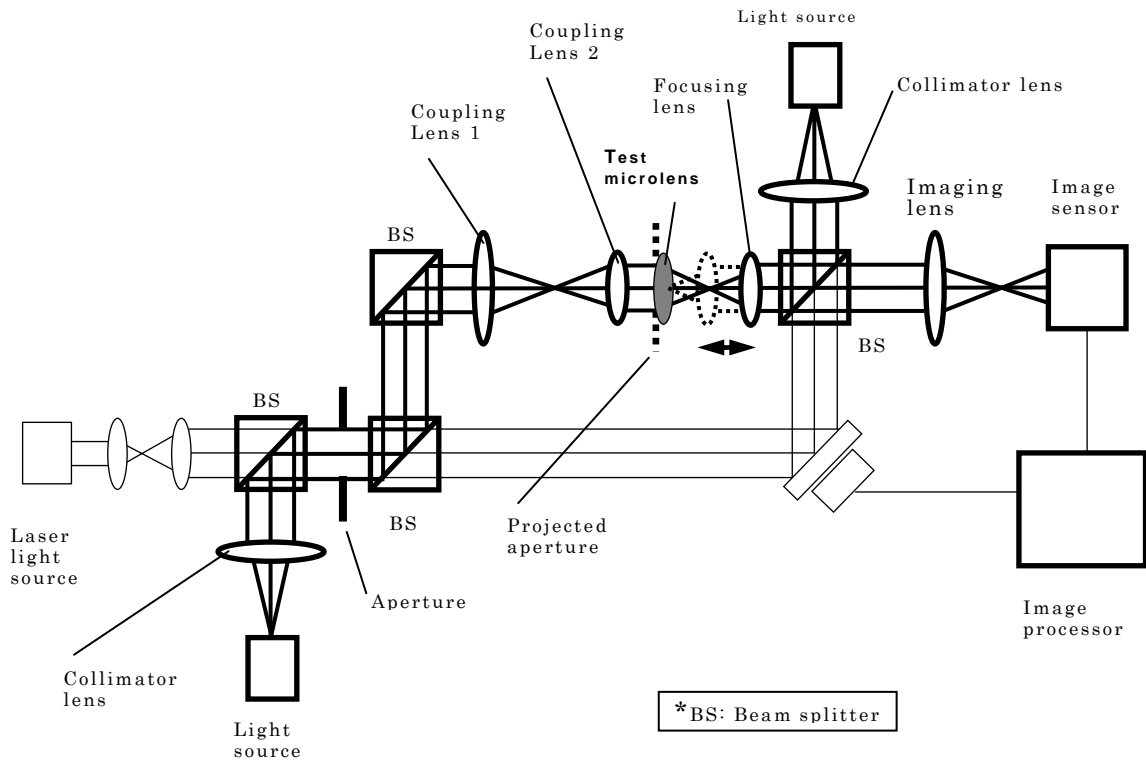 Light source
Coupling
Lens 2
Coupling
Lens 1
Focusing
lens
Collimator lens
Test
microlens
Imaging
lens
Image
sensor
BS
BS
BS
BS
Laser
light
source
Aperture
Projected
aperture
Image
processor
Collimator
lens
Light
source
*BS: Beam splitter